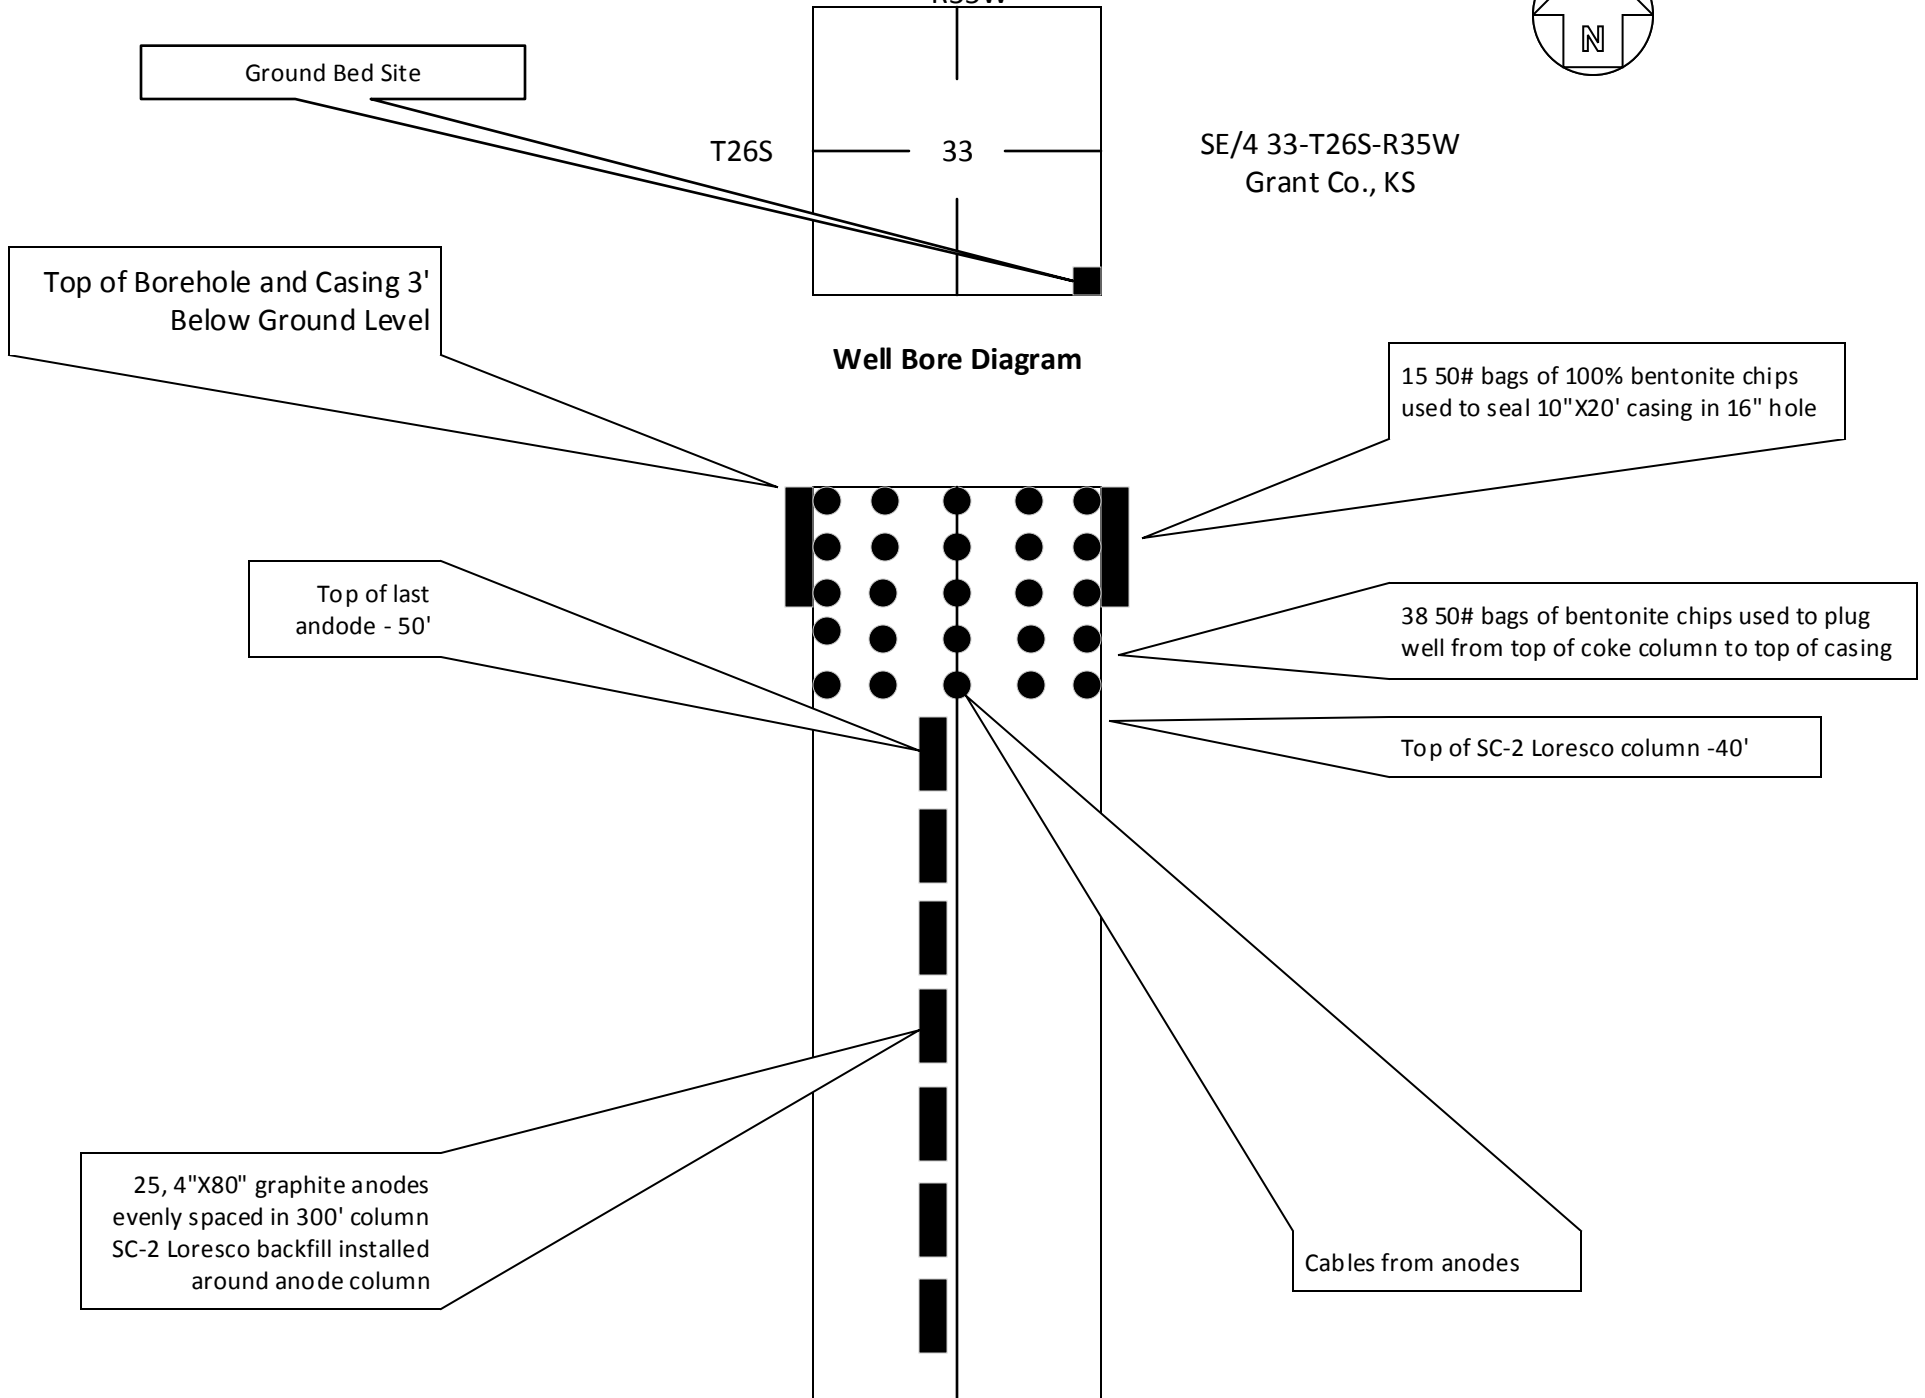 R35W
N
Ground Bed Site
T26S
33
SE/4 33-T26S-R35W
Grant Co., KS
Top of Borehole and Casing 3'
Below Ground Level
Well Bore Diagram
15 50# bags of 100% bentonite chips
used to seal 10"X20' casing in 16" hole
Top of last
andode - 50'
38 50# bags of bentonite chips used to plug
well from top of coke column to top of casing
Top of SC-2 Loresco column -40'
25, 4"X80" graphite anodes
evenly spaced in 300' column
SC-2 Loresco backfill installed
around anode column
Cables from anodes